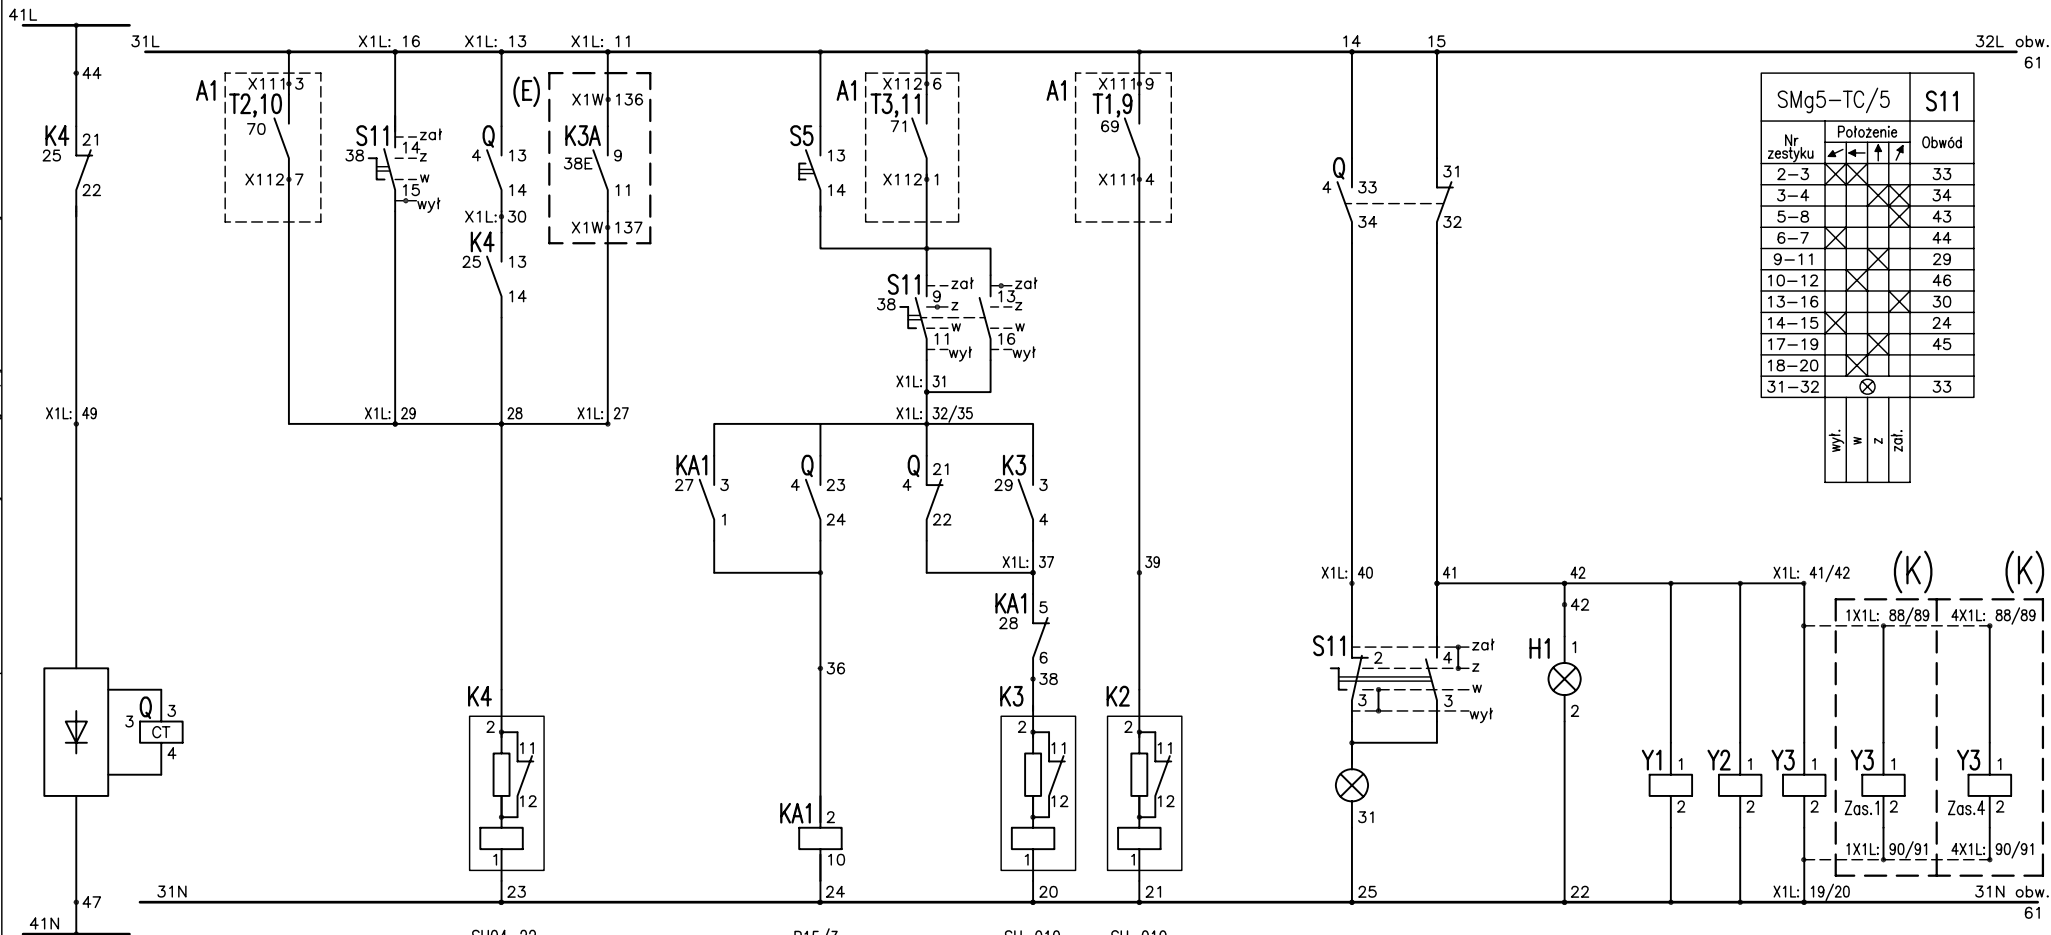 41L
31L
X1L: 16
X1L: 13
X1L: 11
14
15
32L obw.
61
44
A1
X111 3
T2,10
70
X112 7
S11
38
zał
14
z
w
15
wył
Q
4
13
14
X1L: 30
K4
25
13
14
(E)
X1W 136
K3A
38E
9
11
X1W 137
K4
25
21
22
S5
13
14
A1
X112 6
T3,11
71
X112 1
A1
X111 9
T1,9
69
X111 4
S11
38
9
zał
z
w
11
wył
13
zał
z
w
16
wył
X1L: 31
Q
4
33
34
31
32
SMg5-TC/5 S11
Nr zestyku Położenie Obwód
2-3 33
3-4 34
5-8 43
6-7 44
9-11 29
10-12 46
13-16 30
14-15 24
17-19 45
18-20
31-32 33
wył. w z zał.
X1L: 49
X1L: 29
28
X1L: 27
X1L: 32/35
KA1
27
3
1
Q
4
23
24
Q
4
21
22
K3
29
3
4
X1L: 37
39
X1L: 40
41
42
X1L: 41/42
(K)
(K)
KA1
28
5
6
38
36
42
1X1L: 88/89
4X1L: 88/89
S11
2
4
zał
z
w
3
3
wył
H1
1
2
Q
3
3
CT
4
K4
2
11
12
1
KA1
2
10
K3
2
11
12
1
K2
2
11
12
1
31
Y1
1
2
Y2
1
2
Y3
1
2
Y3
1
Zas.1 2
Y3
1
Zas.4 2
1X1L: 90/91
4X1L: 90/91
47
31N
23
24
20
21
25
22
X1L: 19/20
31N obw.
61
41N